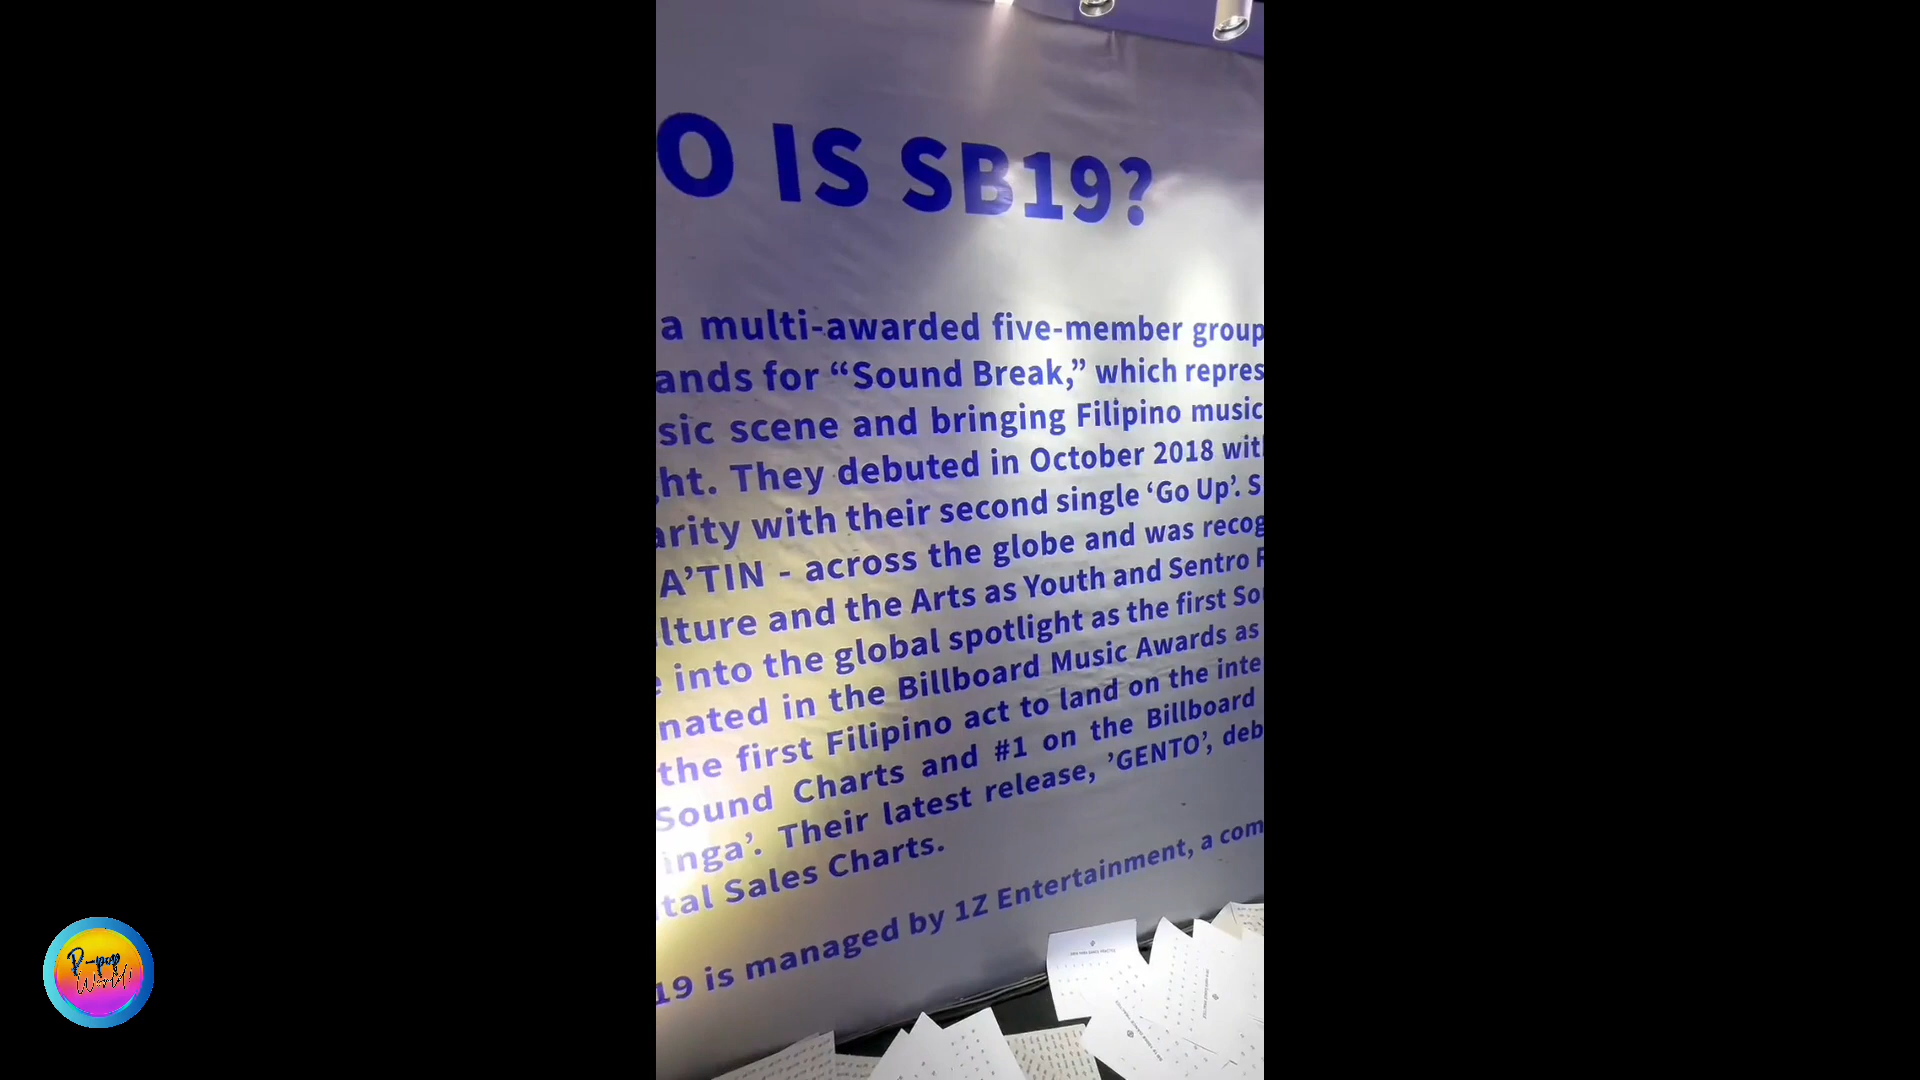 O IS SB19?
a multi-awarded five-member group
ands for “Sound Break,” which repres
sic scene and bringing Filipino music
ht. They debuted in October 2018 wit
arity with their second single ‘Go Up’. S
A’TIN - across the globe and was recog
lture and the Arts as Youth and Sentro R
e into the global spotlight as the first So
nated in the Billboard Music Awards as
the first Filipino act to land on the inte
Sound Charts and #1 on the Billboard
inga’. Their latest release, ’GENTO’, deb
tal Sales Charts.
19 is managed by 1Z Entertainment, a com
P-pop
World!